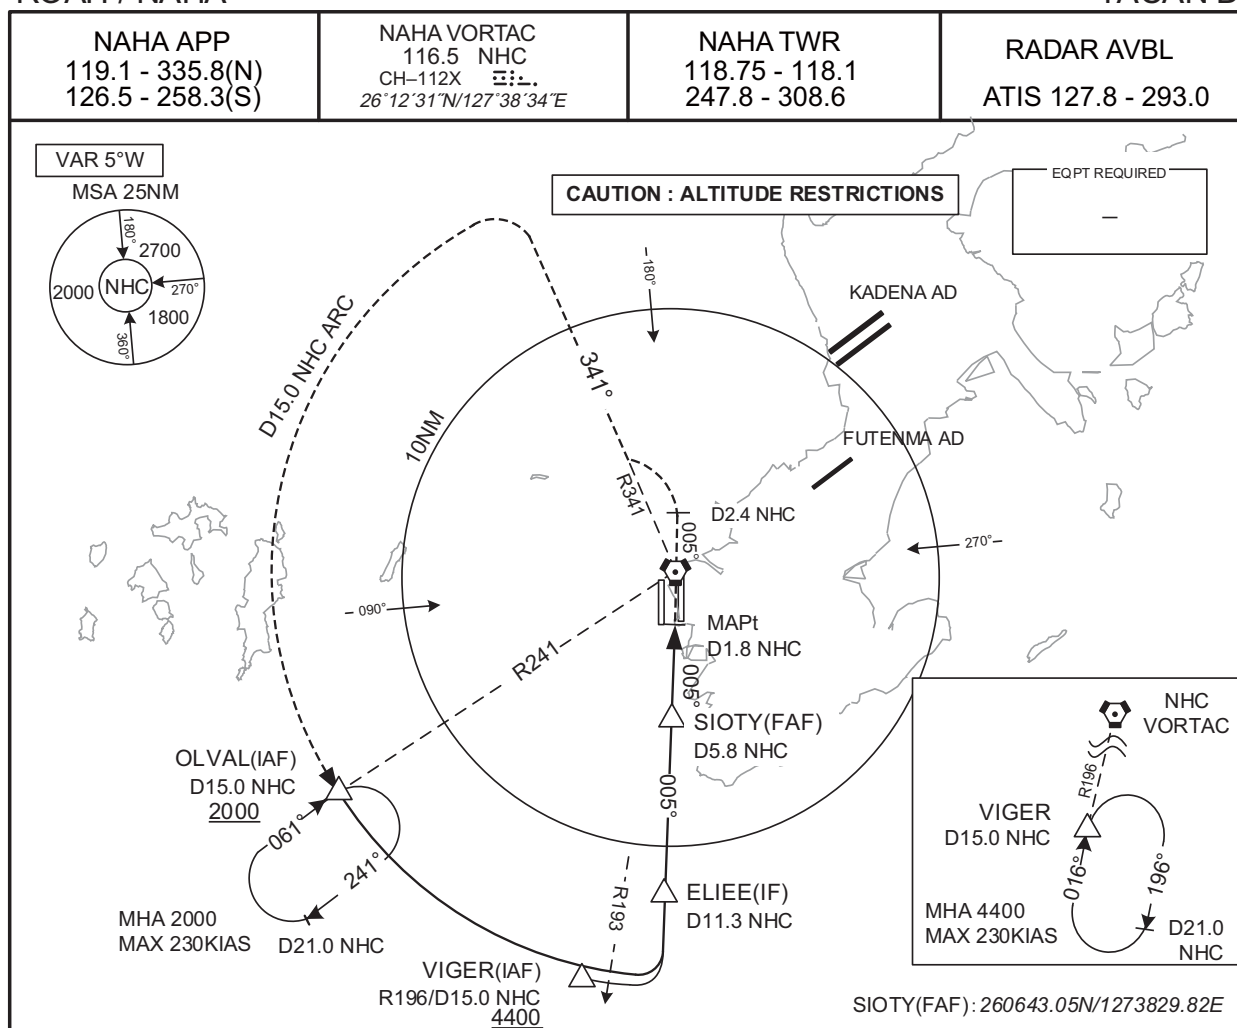 NAHA APP
119.1 - 335.8(N)
126.5 - 258.3(S)
NAHA VORTAC
116.5 NHC
CH–112X
26°12´31˝N/127°38´34˝E
NAHA TWR
118.75 - 118.1
247.8 - 308.6
RADAR AVBL
ATIS 127.8 - 293.0
VAR 5°W
MSA 25NM
180°
2700
2000
NHC
270°
1800
360°
CAUTION : ALTITUDE RESTRICTIONS
EQPT REQUIRED
–
180°
KADENA AD
D15.0 NHC ARC
341°
10NM
FUTENMA AD
R341
D2.4 NHC
005°
270°
090°
MAPt
D1.8 NHC
R241
005°
SIOTY(FAF)
D5.8 NHC
OLVAL(IAF)
D15.0 NHC
2000
061°
241°
005°
MHA 2000
MAX 230KIAS
D21.0 NHC
R193
ELIEE(IF)
D11.3 NHC
VIGER(IAF)
R196/D15.0 NHC
4400
NHC
VORTAC
R196
VIGER
D15.0 NHC
016°
196°
MHA 4400
MAX 230KIAS
D21.0
NHC
SIOTY(FAF): 260643.05N/1273829.82E